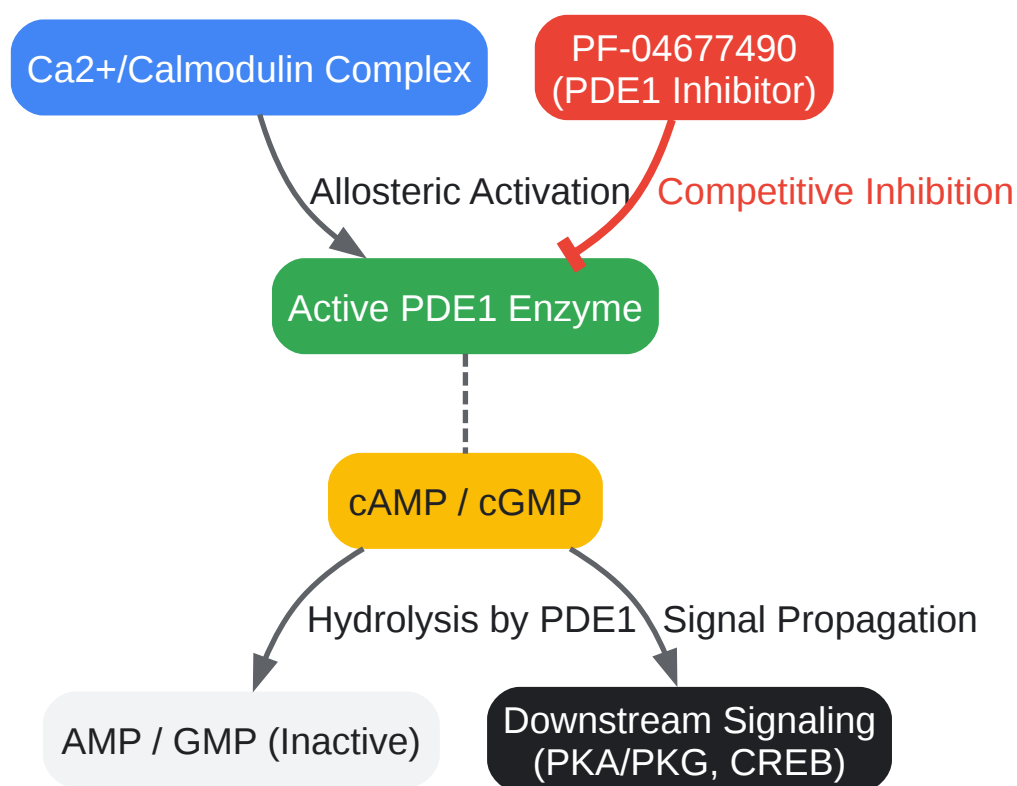 Ca2+/Calmodulin Complex
PF-04677490
(PDE1 Inhibitor)
Allosteric Activation
Competitive Inhibition
Active PDE1 Enzyme
cAMP / cGMP
Hydrolysis by PDE1
Signal Propagation
AMP / GMP (Inactive)
Downstream Signaling
(PKA/PKG, CREB)